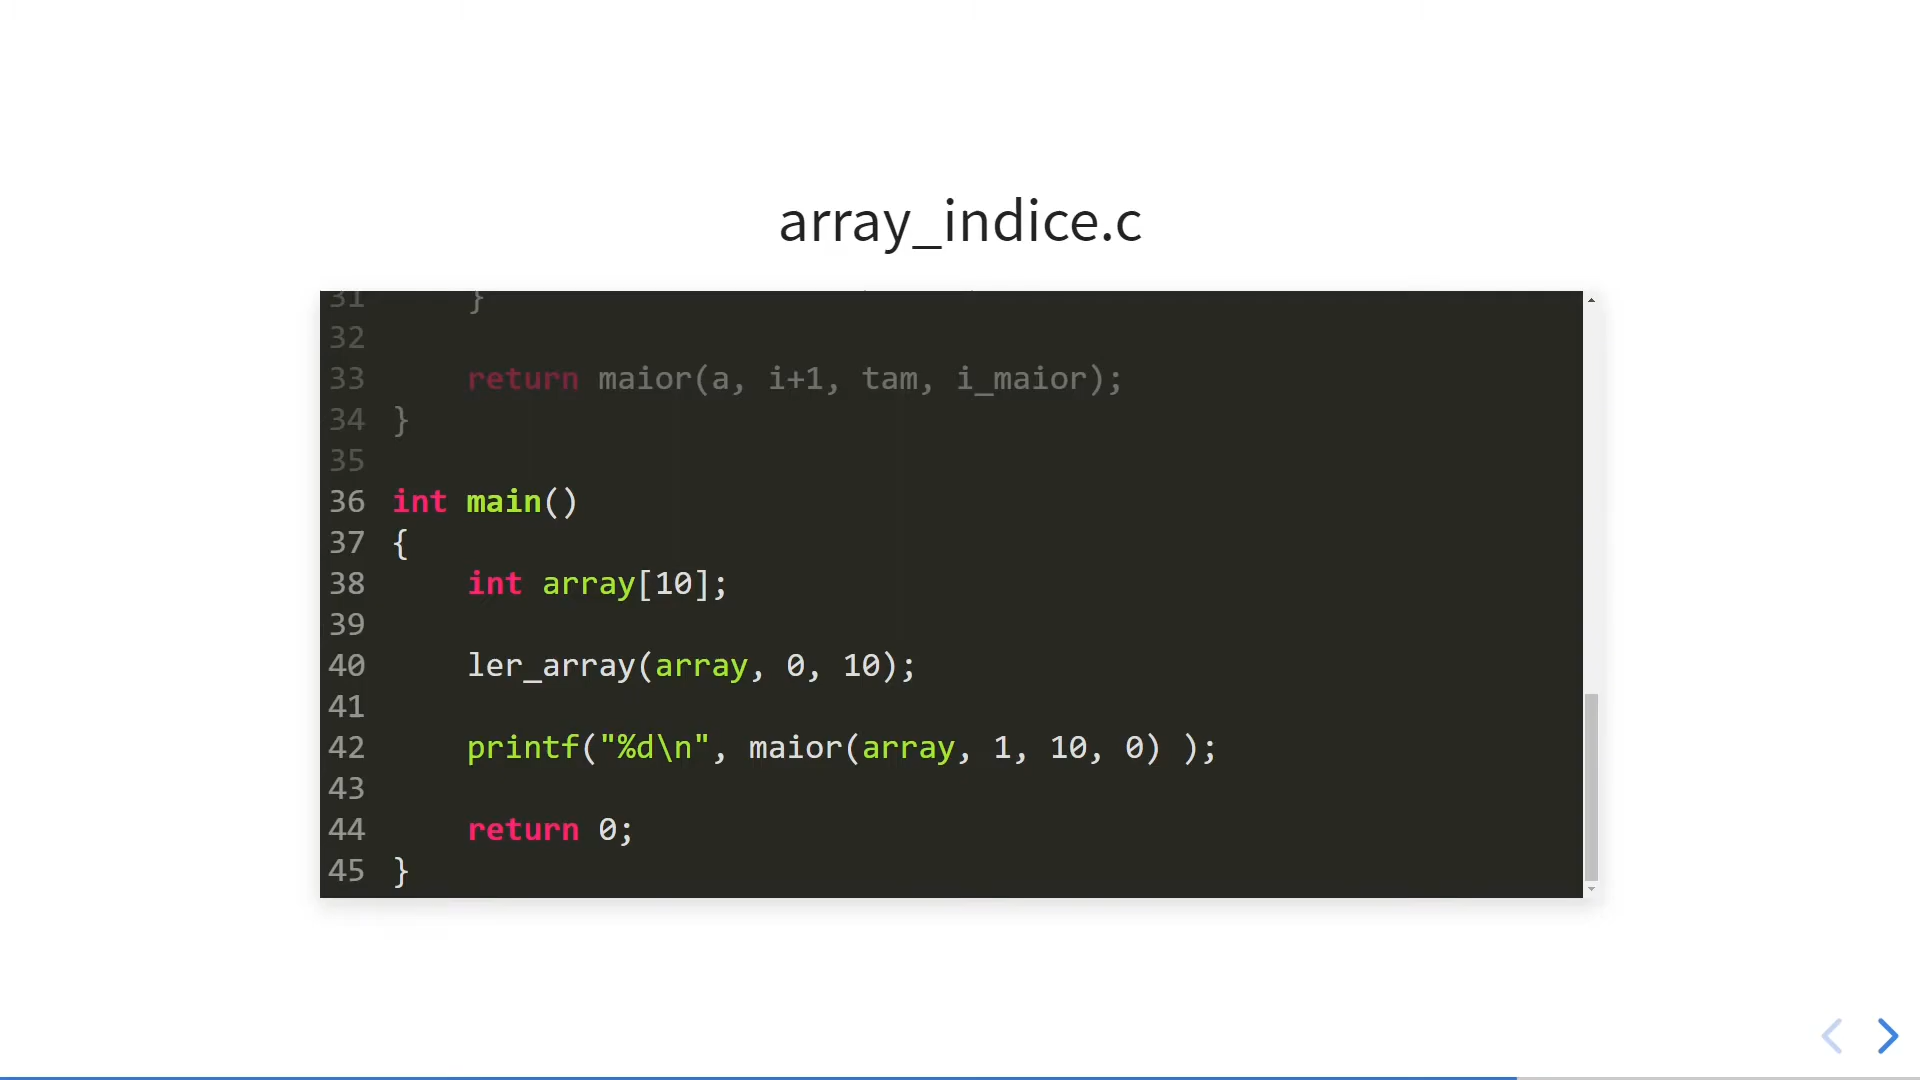 array_indice.c
31     }
32
33     return maior(a, i+1, tam, i_maior);
34 }
35
36 int main()
37 {
38     int array[10];
39
40     ler_array(array, 0, 10);
41
42     printf("%d\n", maior(array, 1, 10, 0) );
43
44     return 0;
45 }